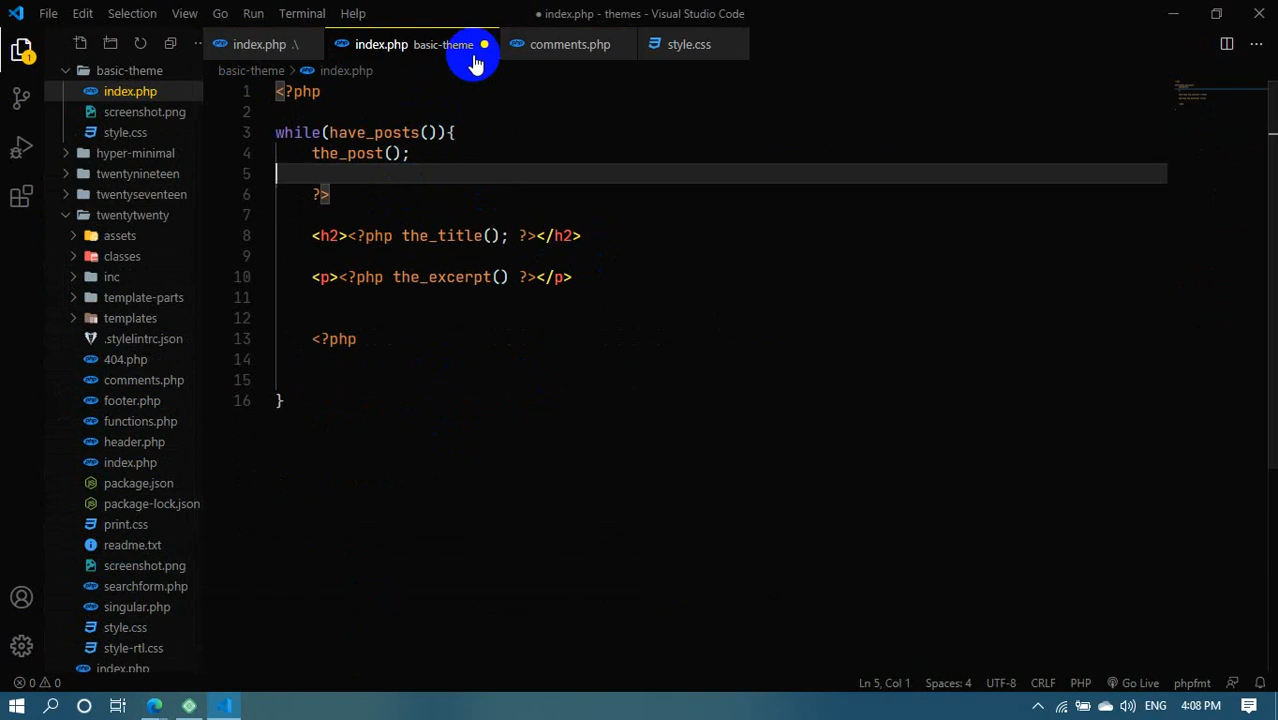 File Edit Selection View Go Run Terminal Help
● index.php - themes - Visual Studio Code
index.php .\ index.php basic-theme comments.php style.css
basic-theme > index.php
1
basic-theme
index.php
screenshot.png
style.css
hyper-minimal
twentynineteen
twentyseventeen
twentytwenty
assets
classes
inc
template-parts
templates
.stylelintrc.json
404.php
comments.php
footer.php
functions.php
header.php
index.php
package.json
package-lock.json
print.css
readme.txt
screenshot.png
searchform.php
singular.php
style.css
style-rtl.css
index.php
1 <?php
2
3 while(have_posts()){
4 the_post();
5
6 ?>
7
8 <h2><?php the_title(); ?></h2>
9
10 <p><?php the_excerpt() ?></p>
11
12
13 <?php
14
15
16 }
0 0 Ln 5, Col 1 Spaces: 4 UTF-8 CRLF PHP Go Live phpfmt
ENG 4:08 PM